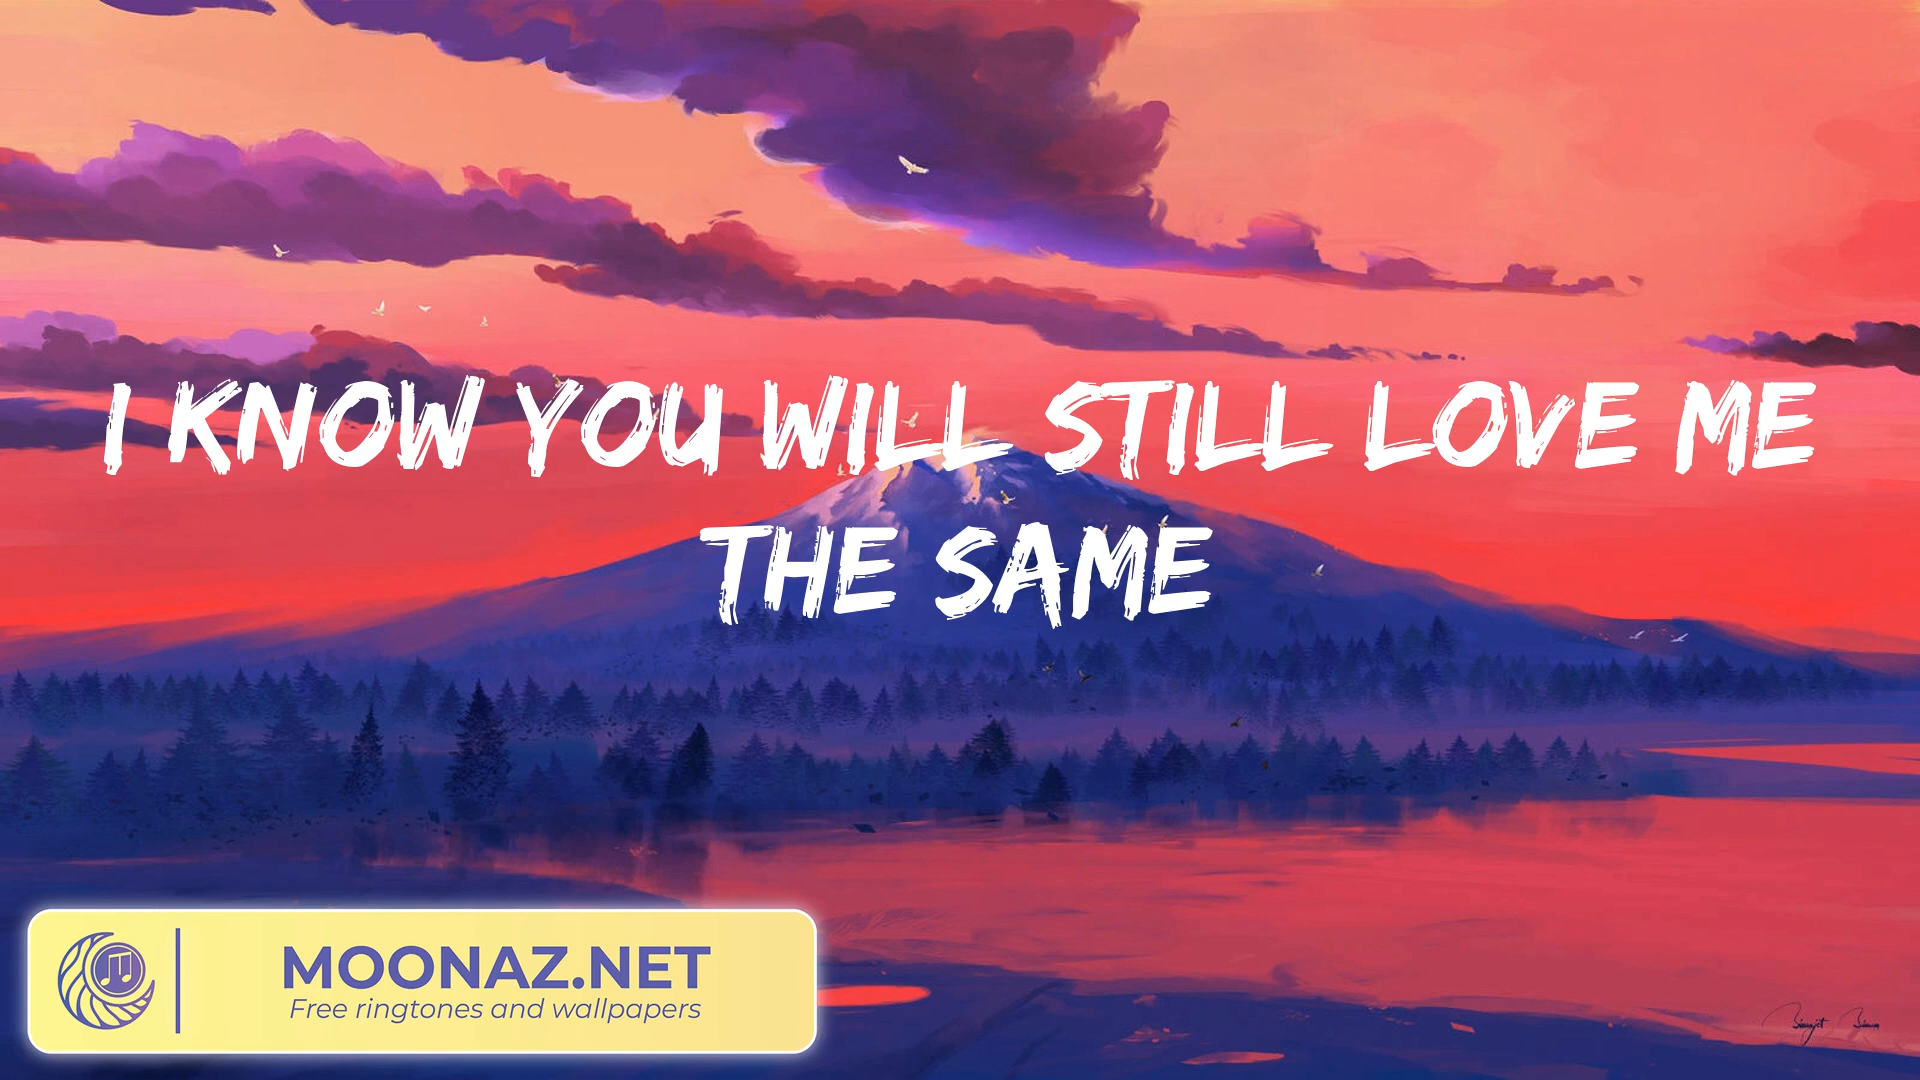 I KNOW YOU WILL STILL LOVE ME
THE SAME
MOONAZ.NET
Free ringtones and wallpapers